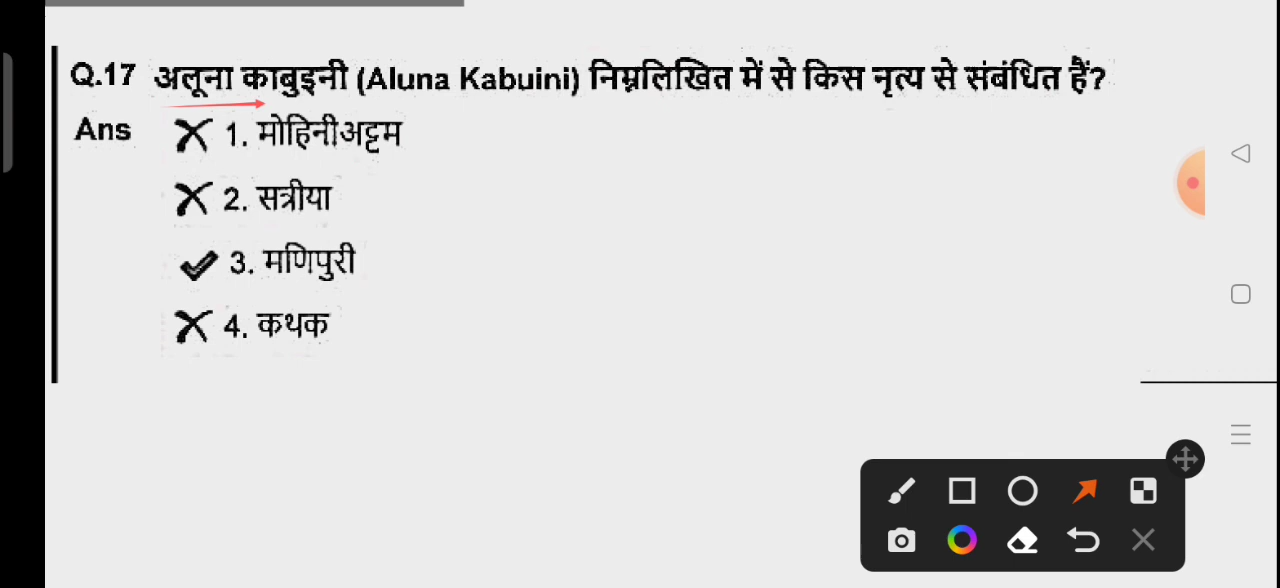 Q.17 अलूना काबुइनी (Aluna Kabuini) निम्नलिखित में से किस नृत्य से संबंधित हैं?
Ans 1. मोहिनीअट्टम
2. सत्रीया
3. मणिपुरी
4. कथक